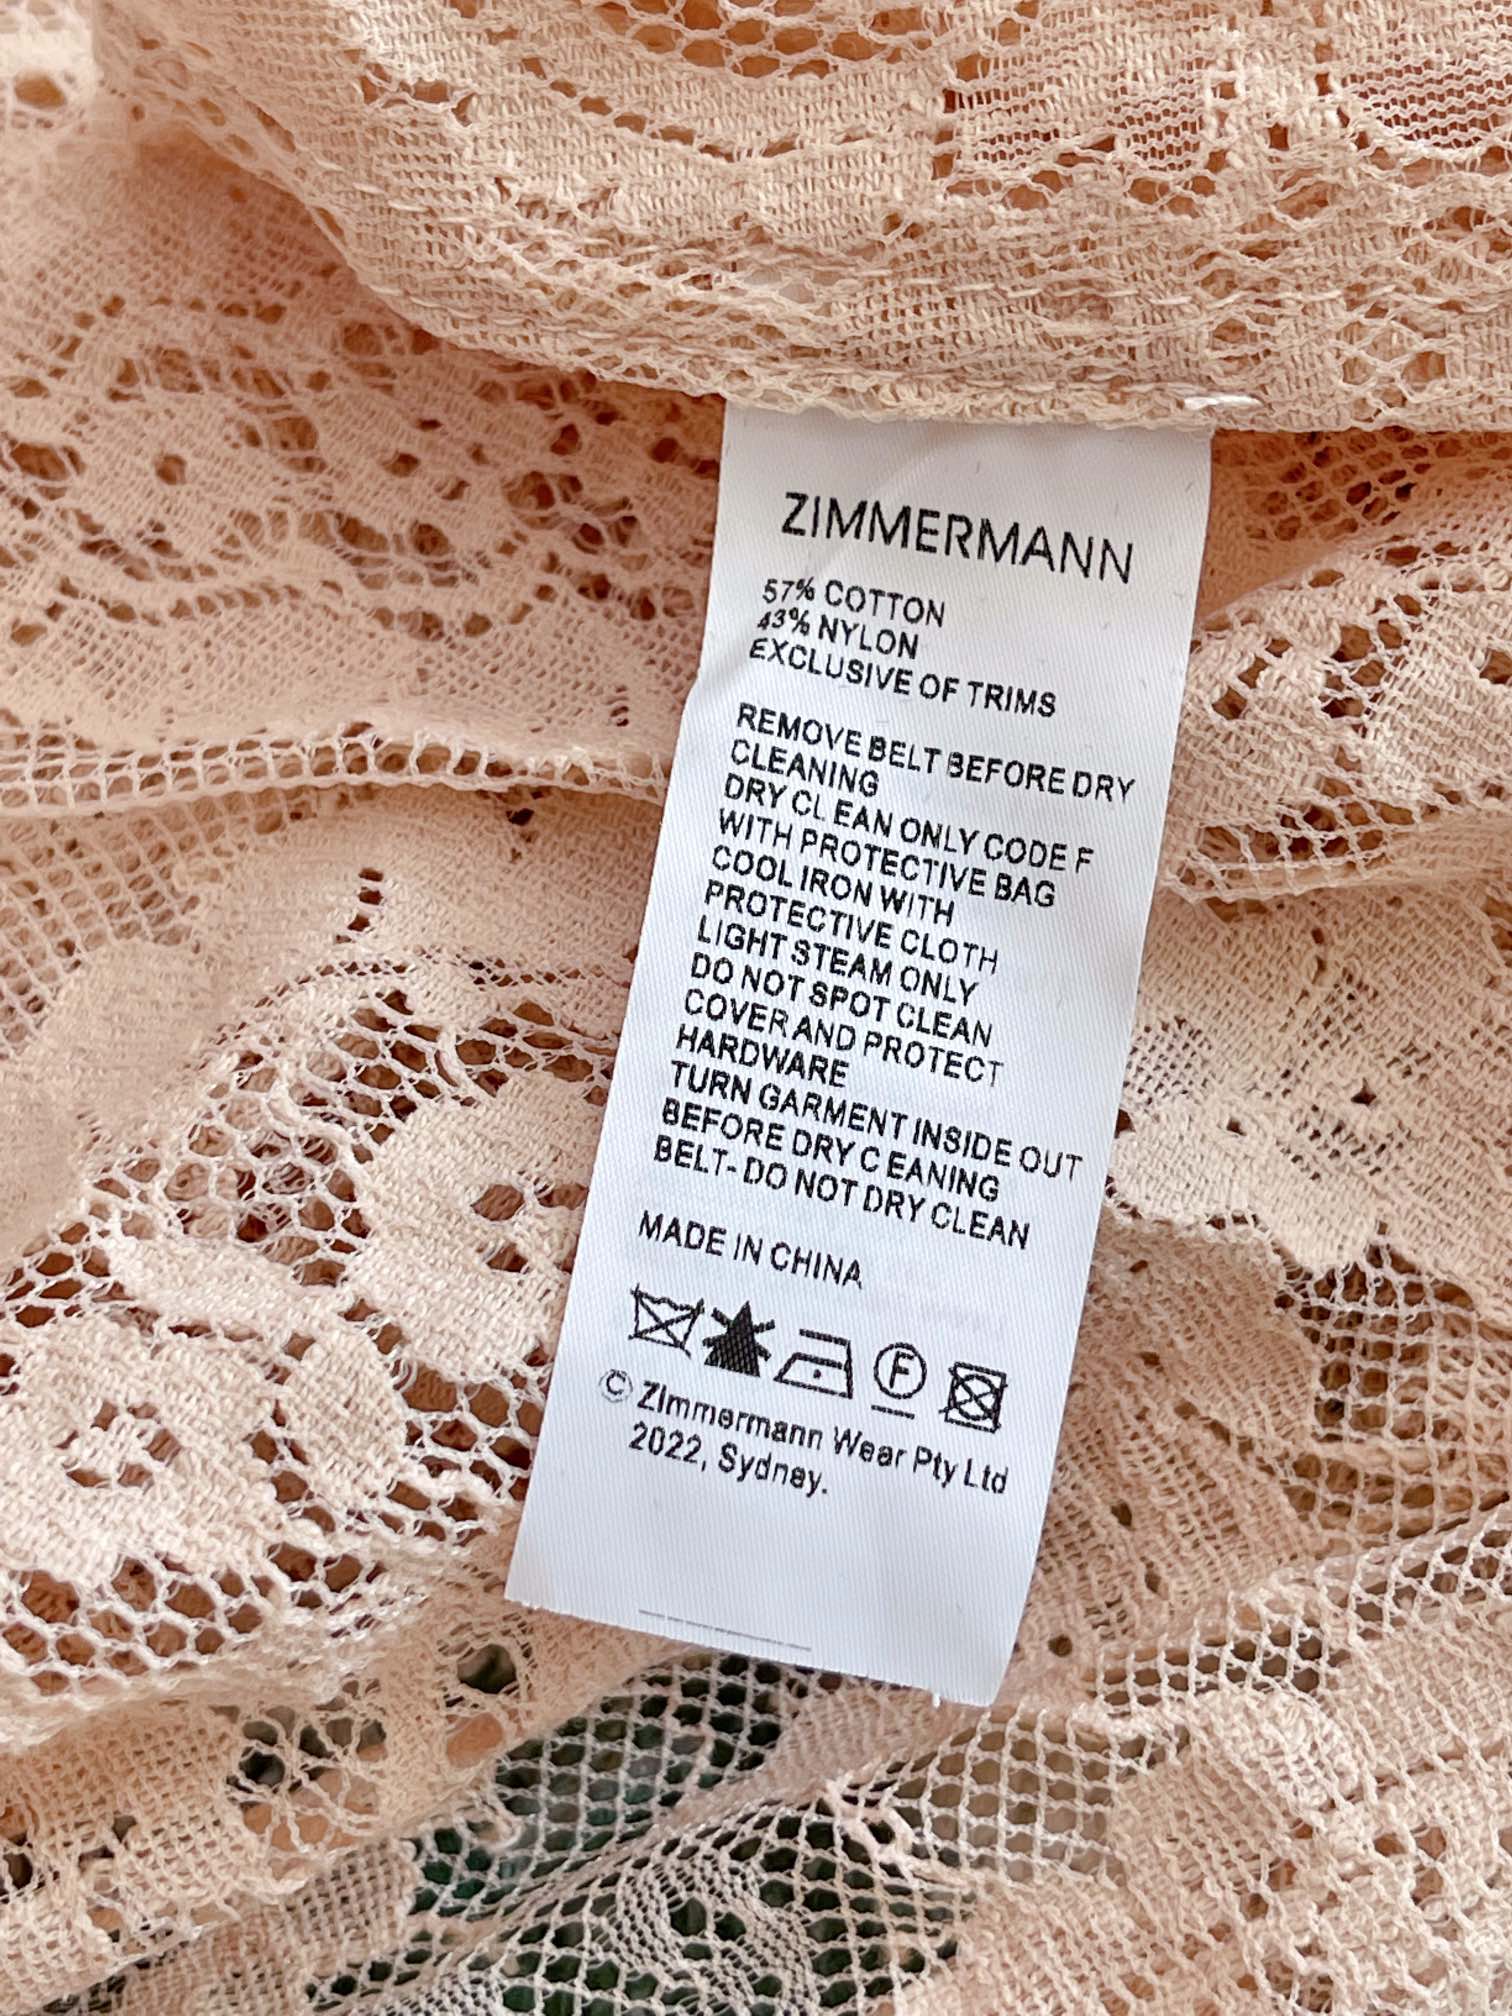 ZIMMERMANN
57% COTTON
43% NYLON
EXCLUSIVE OF TRIMS
REMOVE BELT BEFORE DRY
CLEANING
DRY CL EAN ONLY CODE F
WITH PROTECTIVE BAG
COOL IRON WITH
PROTECTIVE CLOTH
LIGHT STEAM ONLY
DO NOT SPOT CLEAN
COVER AND PROTECT
HARDWARE
TURN GARMENT INSIDE OUT
BEFORE DRY C EANING
BELT- DO NOT DRY CLEAN
MADE IN CHINA
F
© Zimmermann Wear Pty Ltd
2022, Sydney.